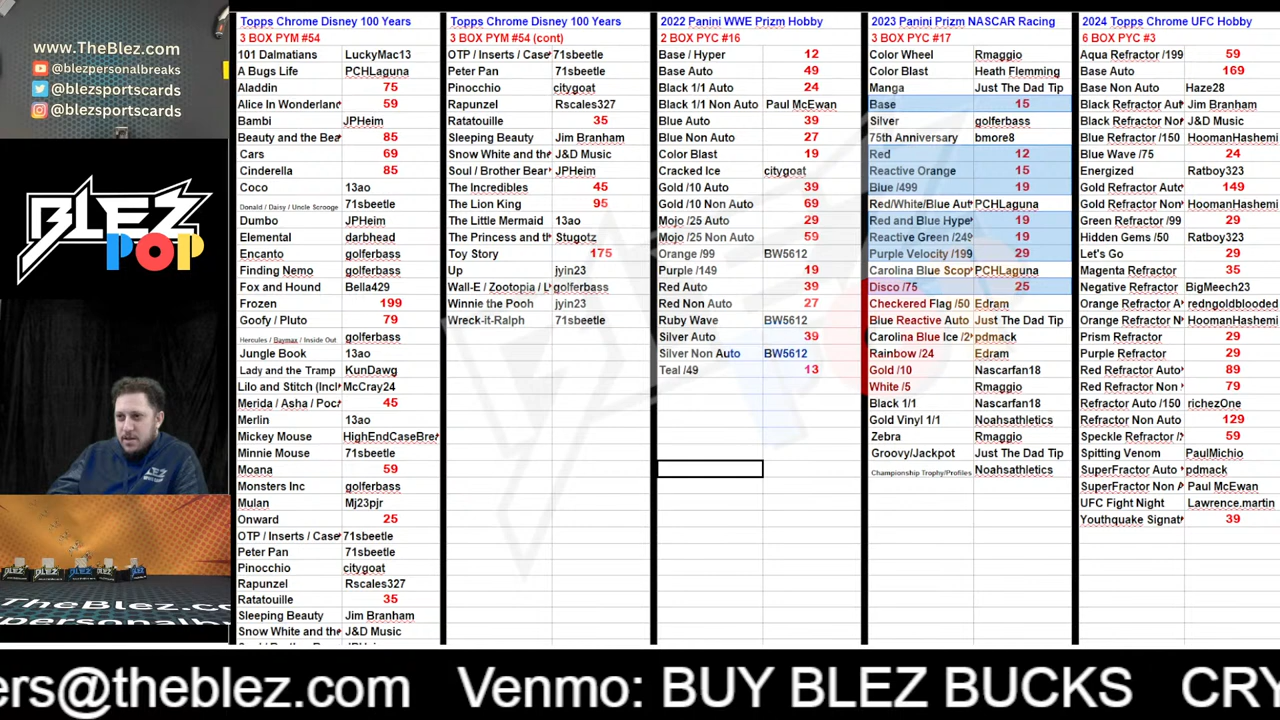 www.TheBlez.com
@blezpersonalbreaks
@blezsportscards
BLEZ
POP
TheBlez.co
Topps Chrome Disney 100 Years
3 BOX PYM #54
101 Dalmatians LuckyMac13
A Bugs Life PCHLaguna
Aladdin 75
Alice In Wonderlan 59
Bambi JPHeim
Beauty and the Bea 85
Cars 69
Cinderella 85
Coco 13ao
Donald / Daisy / Uncle Scrooge 71sbeetle
Dumbo JPHeim
Elemental darbhead
Encanto golferbass
Finding Nemo golferbass
Fox and Hound Bella429
Frozen 199
Goofy / Pluto 79
Hercules / Baymax / Inside Out golferbass
Jungle Book 13ao
Lady and the Tramp KunDawg
Lilo and Stitch (Incl McCray24
Merida / Asha / Poc 45
Merlin 13ao
Mickey Mouse HighEndCaseBre
Minnie Mouse 71sbeetle
Moana 59
Monsters Inc golferbass
Mulan Mj23pjr
Onward 25
OTP / Inserts / Case 71sbeetle
Peter Pan 71sbeetle
Pinocchio citygoat
Rapunzel Rscales327
Ratatouille 35
Sleeping Beauty Jim Branham
Snow White and the J&D Music
Topps Chrome Disney 100 Years
3 BOX PYM #54 (cont)
OTP / Inserts / Case 71sbeetle
Peter Pan 71sbeetle
Pinocchio citygoat
Rapunzel Rscales327
Ratatouille 35
Sleeping Beauty Jim Branham
Snow White and the J&D Music
Soul / Brother Bear JPHeim
The Incredibles 45
The Lion King 95
The Little Mermaid 13ao
The Princess and th Stugotz
Toy Story 175
Up jyin23
Wall-E / Zootopia / L golferbass
Winnie the Pooh jyin23
Wreck-it-Ralph 71sbeetle
2022 Panini WWE Prizm Hobby
2 BOX PYC #16
Base / Hyper 12
Base Auto 49
Black 1/1 Auto 24
Black 1/1 Non Auto Paul McEwan
Blue Auto 39
Blue Non Auto 27
Color Blast 19
Cracked Ice citygoat
Gold /10 Auto 39
Gold /10 Non Auto 69
Mojo /25 Auto 29
Mojo /25 Non Auto 59
Orange /99 BW5612
Purple /149 19
Red Auto 39
Red Non Auto 27
Ruby Wave BW5612
Silver Auto 39
Silver Non Auto BW5612
Teal /49 13
2023 Panini Prizm NASCAR Racing
3 BOX PYC #17
Color Wheel Rmaggio
Color Blast Heath Flemming
Manga Just The Dad Tip
Base 15
Silver golferbass
75th Anniversary bmore8
Red 12
Reactive Orange 15
Blue /499 19
Red/White/Blue Aut PCHLaguna
Red and Blue Hype 19
Reactive Green /249 19
Purple Velocity /199 29
Carolina Blue Scop PCHLaguna
Disco /75 25
Checkered Flag /50 Edram
Blue Reactive Auto Just The Dad Tip
Carolina Blue Ice /2 pdmack
Rainbow /24 Edram
Gold /10 Nascarfan18
White /5 Rmaggio
Black 1/1 Nascarfan18
Gold Vinyl 1/1 Noahsathletics
Zebra Rmaggio
Groovy/Jackpot Just The Dad Tip
Championship Trophy/Profiles Noahsathletics
2024 Topps Chrome UFC Hobby
6 BOX PYC #3
Aqua Refractor /199 59
Base Auto 169
Base Non Auto Haze28
Black Refractor Aut Jim Branham
Black Refractor No J&D Music
Blue Refractor /150 HoomanHashemi
Blue Wave /75 24
Energized Ratboy323
Gold Refractor Auto 149
Gold Refractor Non HoomanHashemi
Green Refractor /99 29
Hidden Gems /50 Ratboy323
Let's Go 29
Magenta Refractor 35
Negative Refractor BigMeech23
Orange Refractor A redngoldblooded
Orange Refractor N HoomanHashemi
Prism Refractor 29
Purple Refractor 29
Red Refractor Auto 89
Red Refractor Non 79
Refractor Auto /150 richezOne
Refractor Non Auto 129
Speckle Refractor / 59
Spitting Venom PaulMichio
SuperFractor Auto pdmack
SuperFractor Non A Paul McEwan
UFC Fight Night Lawrence.martin
Youthquake Signat 39
ers@theblez.com Venmo: BUY BLEZ BUCKS CRY